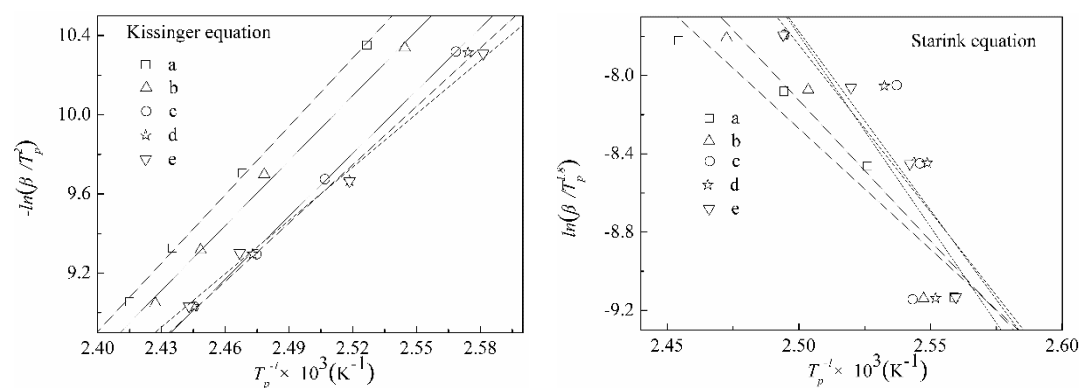 Kissinger equation
a
b
c
d
e
10.4
10.0
9.6
9.2
-ln(β/T_p^2)
2.40
2.43
2.46
2.49
2.52
2.55
2.58
T_p^-1 × 10^3(K^-1)
Starink equation
a
b
c
d
e
-8.0
-8.4
-8.8
-9.2
ln(β/T_p^1.8)
2.45
2.50
2.55
2.60
T_p^-1 × 10^3(K^-1)